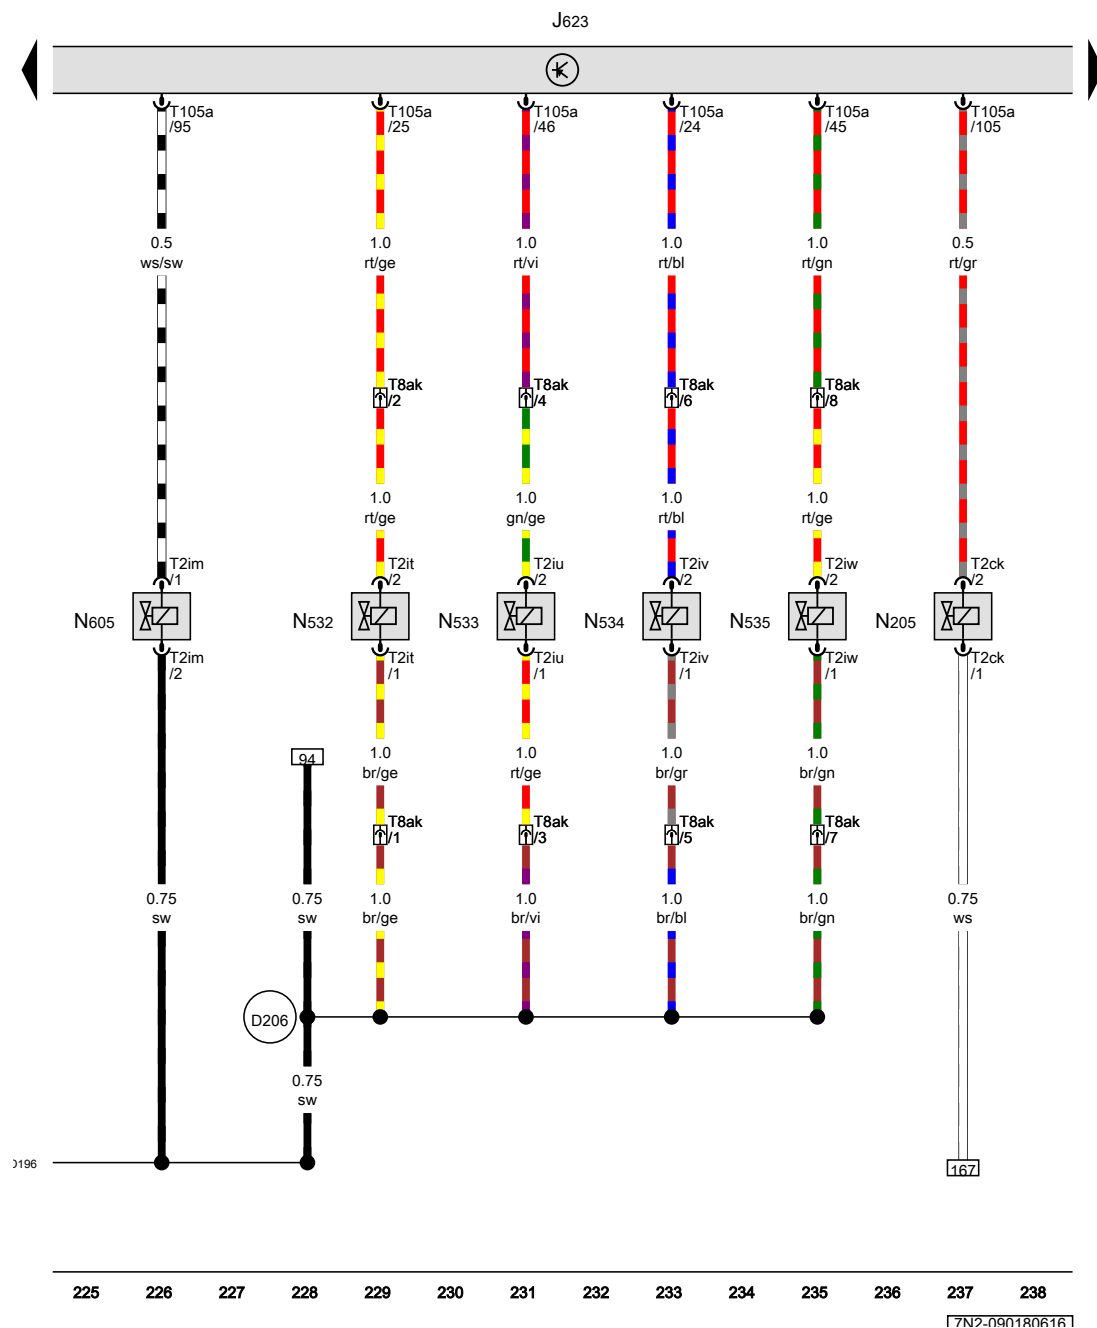 J623
T105a T105a T105a T105a T105a T105a
/95 /25 /46 /24 /45 /105
0.5 1.0 1.0 1.0 1.0 0.5
ws/sw rt/ge rt/vi rt/bl rt/gn rt/gr
T8ak T8ak T8ak T8ak
/2 /4 /6 /8
1.0 1.0 1.0 1.0
rt/ge gn/ge rt/bl rt/ge
T2im T2it T2iu T2iv T2iw T2ck
/1 /2 /2 /2 /2 /2
N605 N532 N533 N534 N535 N205
T2im T2it T2iu T2iv T2iw T2ck
/2 /1 /1 /1 /1 /1
94 1.0 1.0 1.0 1.0
br/ge rt/ge br/gr br/gn
T8ak T8ak T8ak T8ak
/1 /3 /5 /7
0.75 0.75 1.0 1.0 1.0 1.0 0.75
sw sw br/ge br/vi br/bl br/gn ws
D206
0.75
sw
D196 167
225 226 227 228 229 230 231 232 233 234 235 236 237 238
7N2-090180616